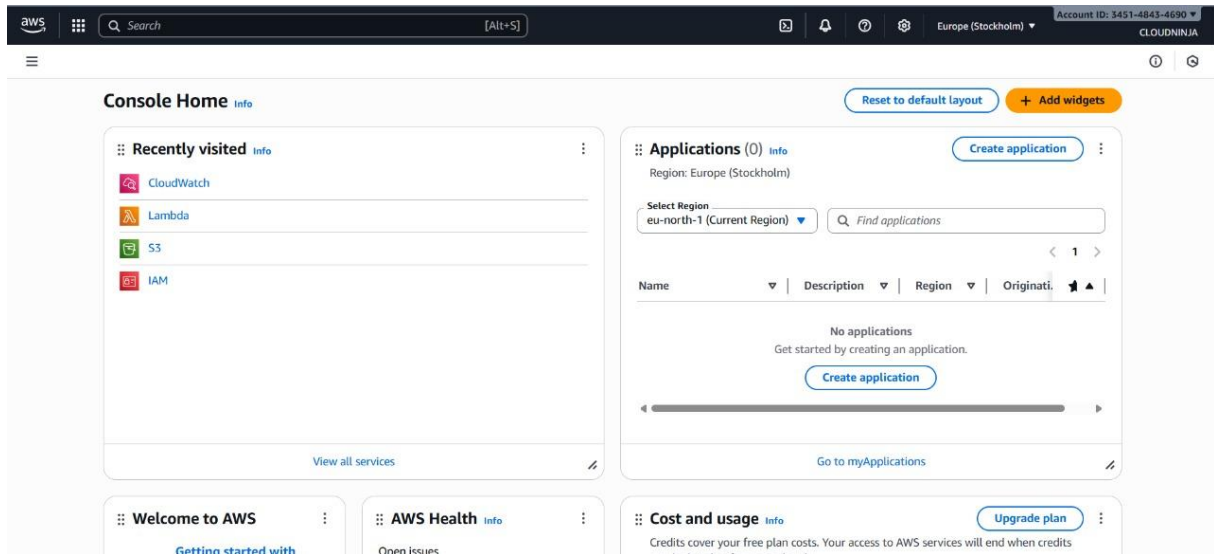 aws
Search [Alt+S]
Europe (Stockholm)
Account ID: 3451-4843-4690
CLOUDNINJA
Console Home Info
Reset to default layout
+ Add widgets
Recently visited Info
CloudWatch
Lambda
S3
IAM
View all services
Applications (0) Info
Create application
Region: Europe (Stockholm)
Select Region
eu-north-1 (Current Region)
Find applications
1
Name Description Region Originati.
No applications
Get started by creating an application.
Create application
Go to myApplications
Welcome to AWS
Getting started with
AWS Health Info
Open issues
Cost and usage Info
Upgrade plan
Credits cover your free plan costs. Your access to AWS services will end when credits